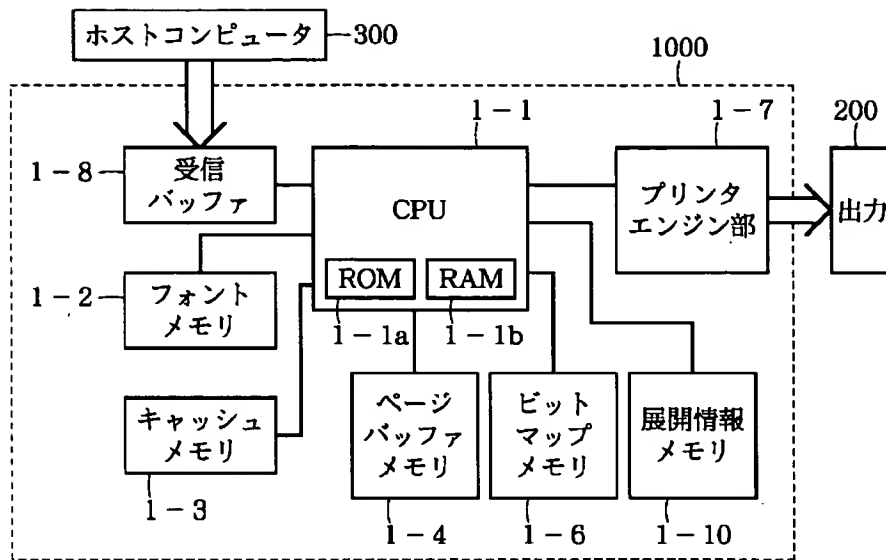 ホストコンピュータ
300
1000
1-1
1-7
200
1-8
受信
バッファ
CPU
プリンタ
エンジン部
出力
ROM
RAM
1-2
フォント
メモリ
1-1a
1-1b
キャッシュ
メモリ
ページ
バッファ
メモリ
ビット
マップ
メモリ
展開情報
メモリ
1-3
1-4
1-6
1-10